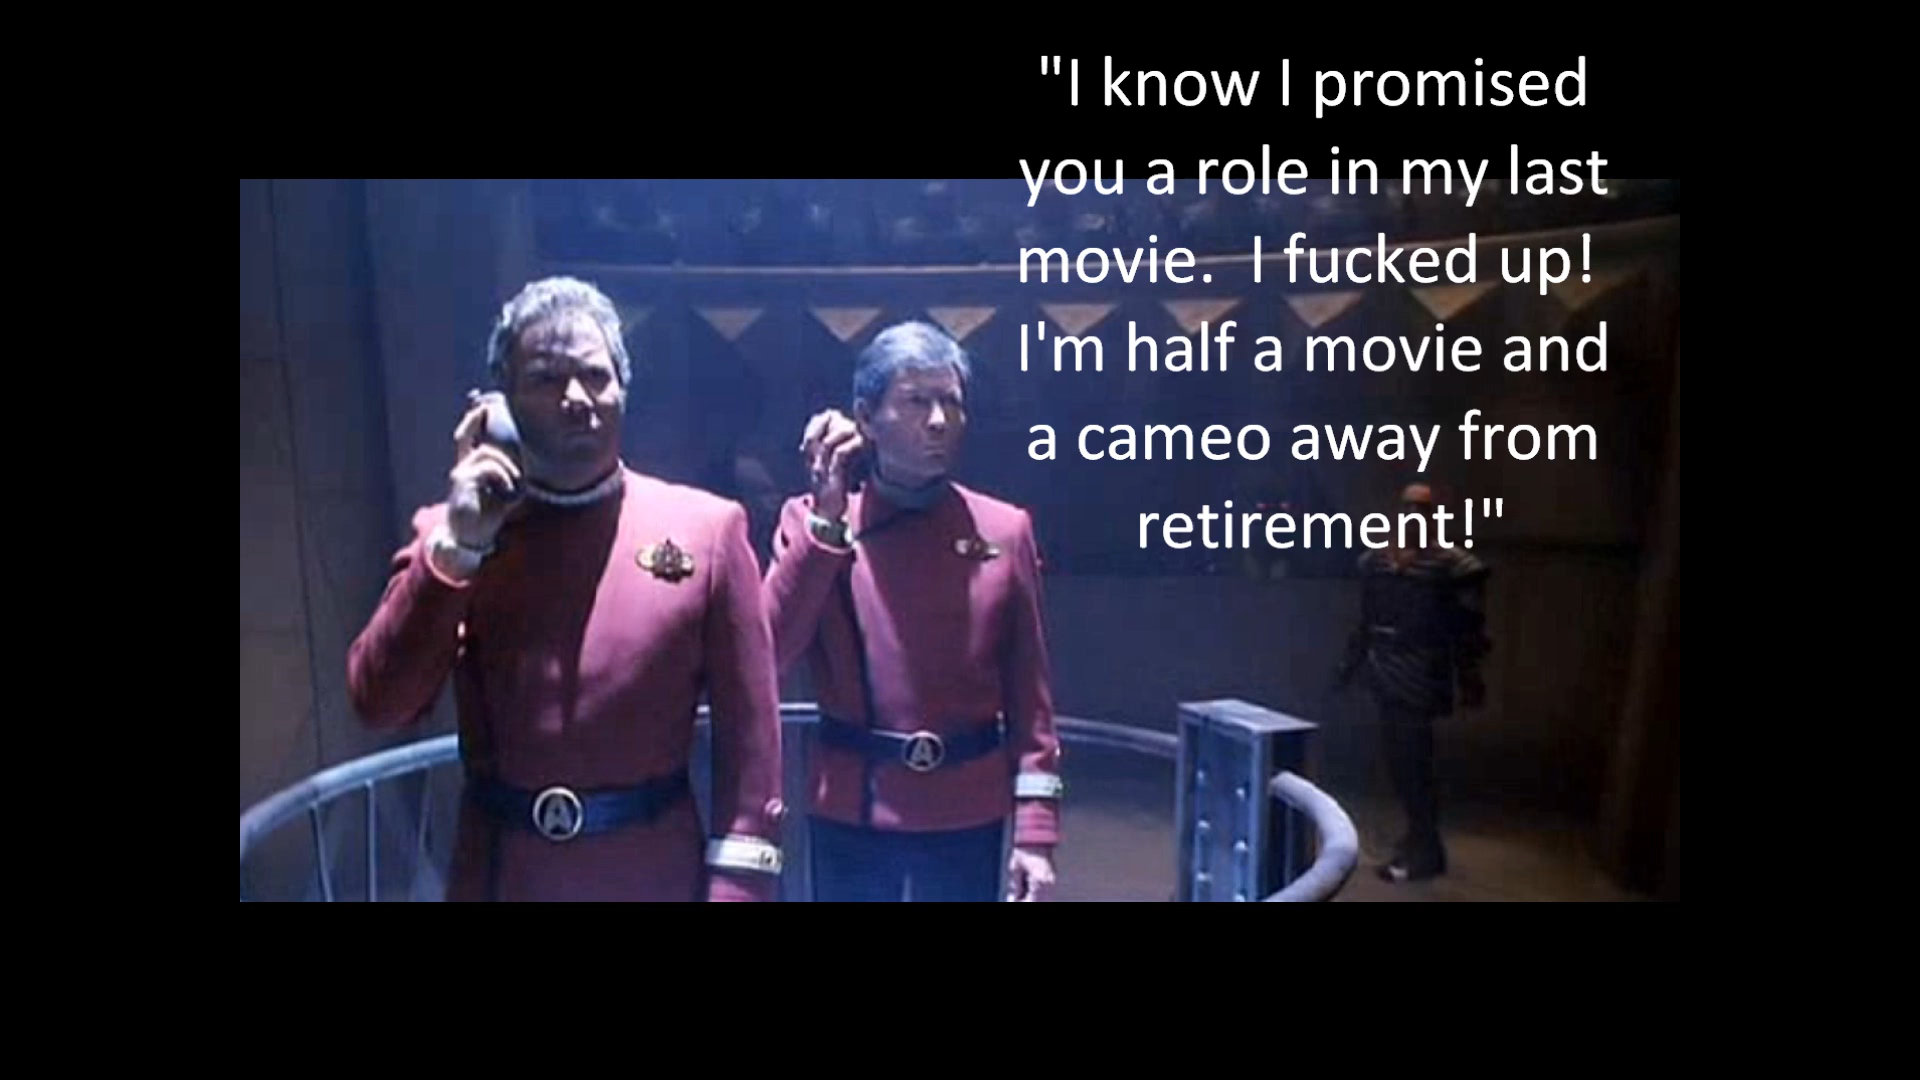 "I know I promised
you a role in my last
movie.  I fucked up!
I'm half a movie and
a cameo away from
retirement!"